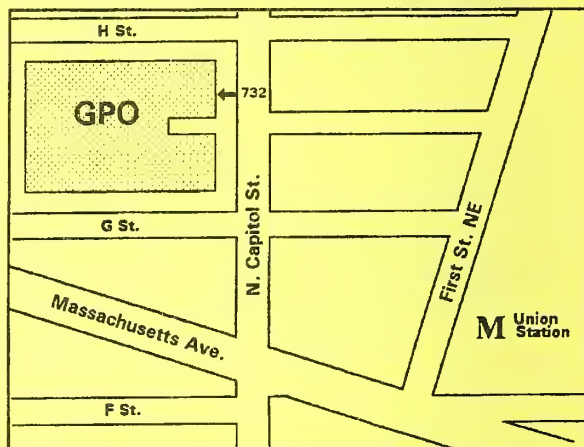 H St.
GPO
732
G St.
N. Capitol St.
First St. NE
Massachusetts Ave.
M Union
Station
F St.